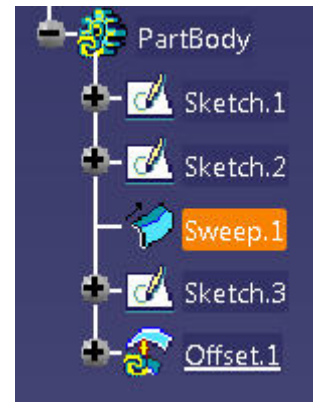 PartBody
Sketch.1
Sketch.2
Sweep.1
Sketch.3
Offset.1